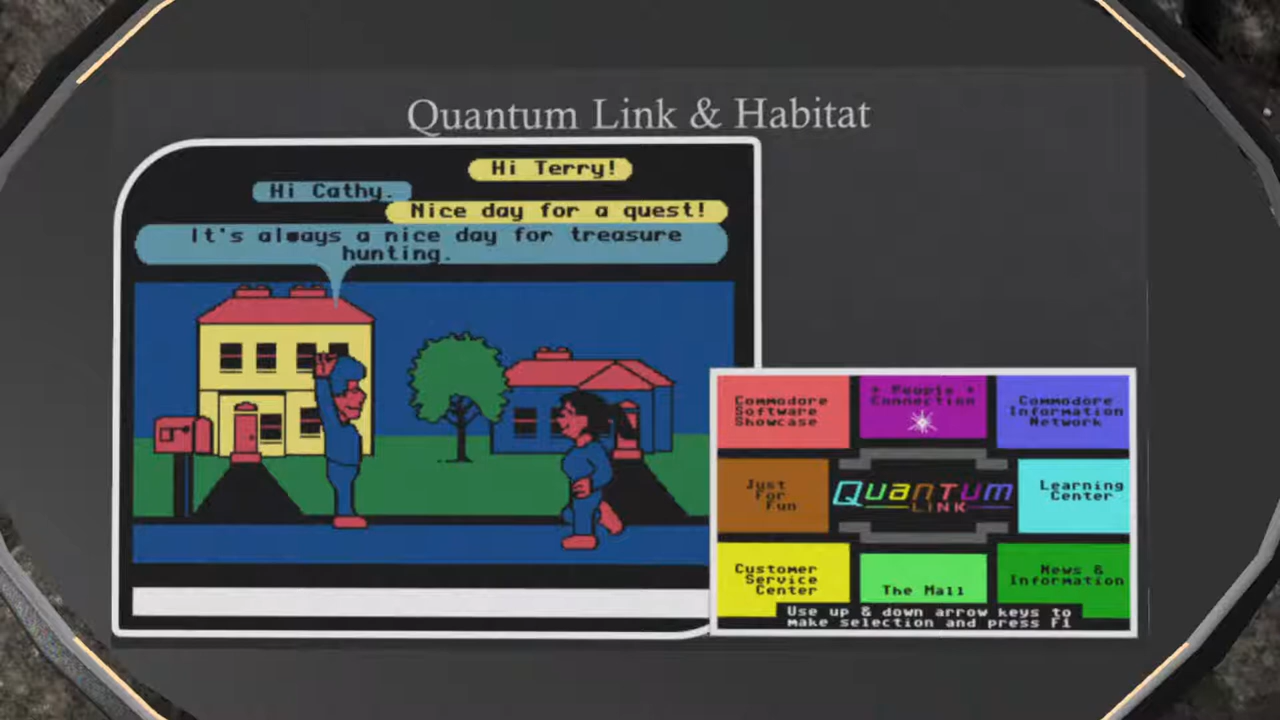 Quantum Link & Habitat
Hi Terry!
Hi Cathy.
Nice day for a quest!
It's always a nice day for treasure
hunting.
Commodore
Software
Showcase
* People *
Connection
Commodore
Information
Network
Just
For
Fun
QUANTUM
LINK
Learning
Center
Customer
Service
Center
The Mall
News &
Information
Use up & down arrow keys to
make selection and press F1